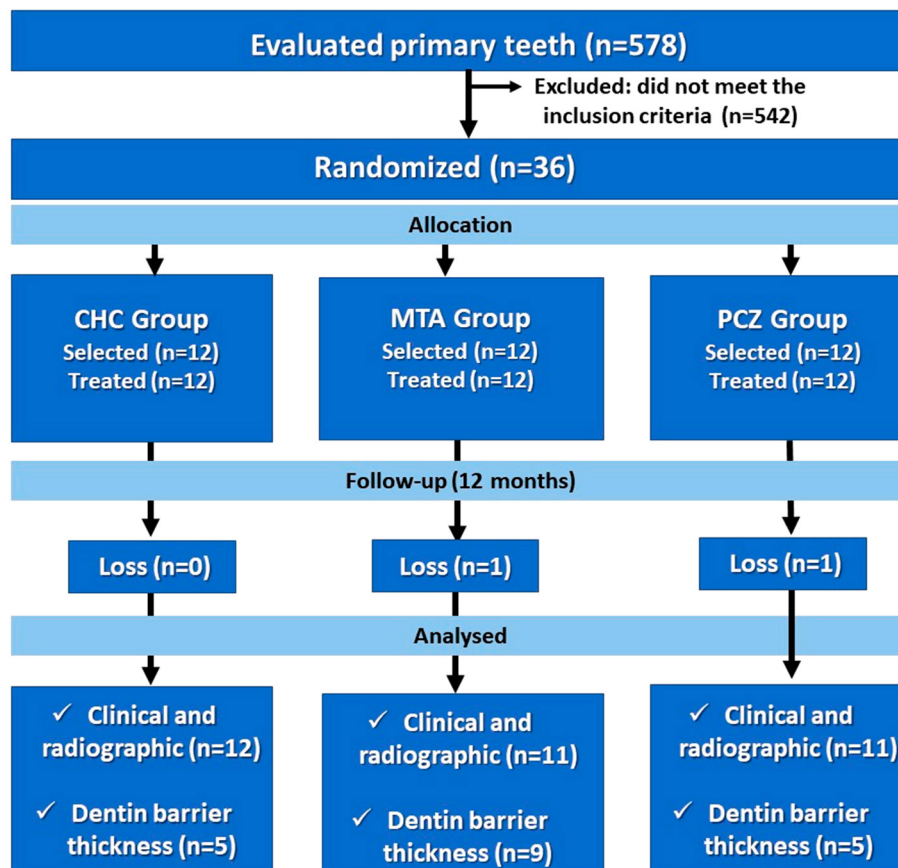 Evaluated primary teeth (n=578)
Excluded: did not meet the
inclusion criteria (n=542)
Randomized (n=36)
Allocation
CHC Group
Selected (n=12)
Treated (n=12)
MTA Group
Selected (n=12)
Treated (n=12)
PCZ Group
Selected (n=12)
Treated (n=12)
Follow-up (12 months)
Loss (n=0)
Loss (n=1)
Loss (n=1)
Analysed
✓ Clinical and
radiographic (n=12)
✓ Dentin barrier
thickness (n=5)
✓ Clinical and
radiographic (n=11)
✓ Dentin barrier
thickness (n=9)
✓ Clinical and
radiographic (n=11)
✓ Dentin barrier
thickness (n=5)